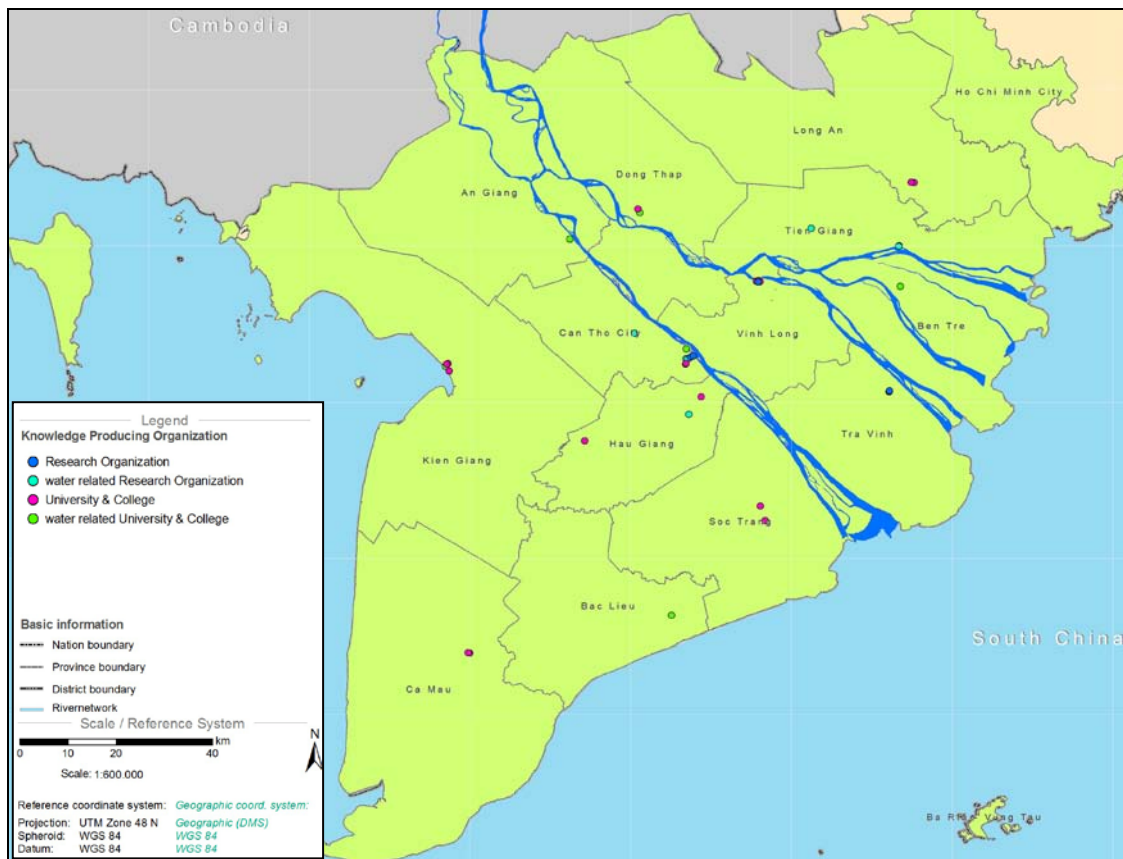 Cambodia
Ho Chi Minh City
Long An
Dong Thap
An Giang
Tien Giang
Ben Tre
Can Tho City
Vinh Long
Tra Vinh
Hau Giang
Kien Giang
Soc Trang
Bac Lieu
Ca Mau
South China
Ba Ria Vung Tau
Legend
Knowledge Producing Organization
Research Organization
water related Research Organization
University & College
water related University & College
Basic information
Nation boundary
Province boundary
District boundary
Rivernetwork
Scale / Reference System
km
0 10 20 40
N
Scale: 1:600.000
Reference coordinate system: Geographic coord. system:
Projection: UTM Zone 48 N Geographic (DMS)
Spheroid: WGS 84 WGS 84
Datum: WGS 84 WGS 84